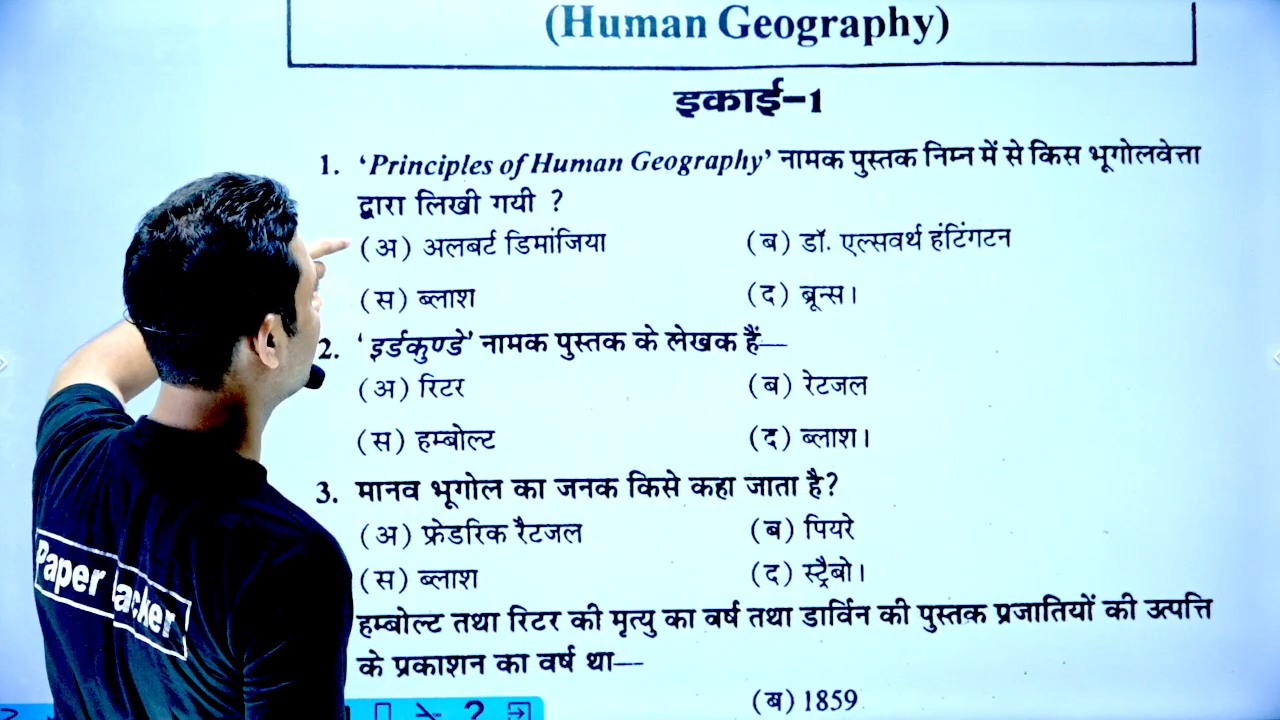 (Human Geography)
इकाई–1
1. ‘Principles of Human Geography’ नामक पुस्तक निम्न में से किस भूगोलवेत्ता
द्वारा लिखी गयी ?
(अ) अलबर्ट डिमांजिया (ब) डॉ. एल्सवर्थ हंटिंगटन
(स) ब्लाश (द) ब्रून्स।
2. ‘इर्डकुण्डे’ नामक पुस्तक के लेखक हैं—
(अ) रिटर (ब) रेटजल
(स) हम्बोल्ट (द) ब्लाश।
3. मानव भूगोल का जनक किसे कहा जाता है?
(अ) फ्रेडरिक रैटजल (ब) पियरे
(स) ब्लाश (द) स्ट्रैबो।
हम्बोल्ट तथा रिटर की मृत्यु का वर्ष तथा डार्विन की पुस्तक प्रजातियों की उत्पत्ति
के प्रकाशन का वर्ष था—
(ब) 1859
Paper